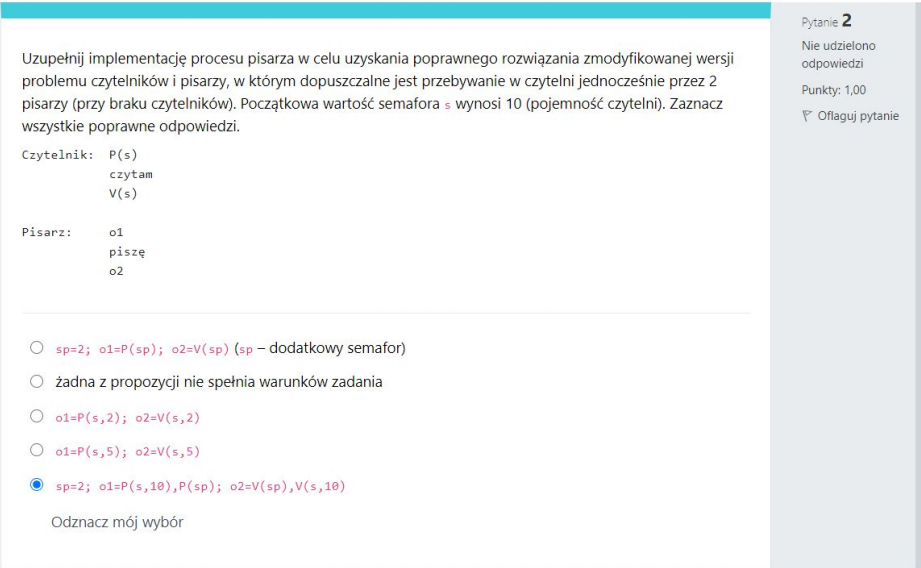 Uzupełnij implementację procesu pisarza w celu uzyskania poprawnego rozwiązania zmodyfikowanej wersji
problemu czytelników i pisarzy, w którym dopuszczalne jest przebywanie w czytelni jednocześnie przez 2
pisarzy (przy braku czytelników). Początkowa wartość semafora s wynosi 10 (pojemność czytelni). Zaznacz
wszystkie poprawne odpowiedzi.
Czytelnik: P(s)
czytam
V(s)
Pisarz: o1
piszę
o2
sp=2; o1=P(sp); o2=V(sp) (sp – dodatkowy semafor)
żadna z propozycji nie spełnia warunków zadania
o1=P(s,2); o2=V(s,2)
o1=P(s,5); o2=V(s,5)
sp=2; o1=P(s,10),P(sp); o2=V(sp),V(s,10)
Odznacz mój wybór
Pytanie 2
Nie udzielono
odpowiedzi
Punkty: 1,00
Oflaguj pytanie